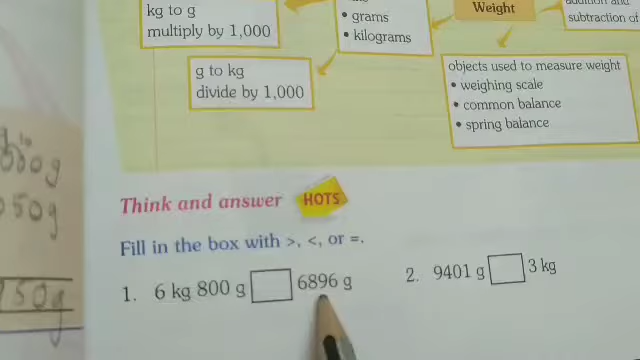 kg to g
multiply by 1,000
• grams
• kilograms
Weight
subtraction of
g to kg
divide by 1,000
objects used to measure weight
• weighing scale
• common balance
• spring balance
50g
50g
Think and answer HOTS
Fill in the box with >, <, or =.
1. 6 kg 800 g 6896 g
2. 9401 g 3 kg